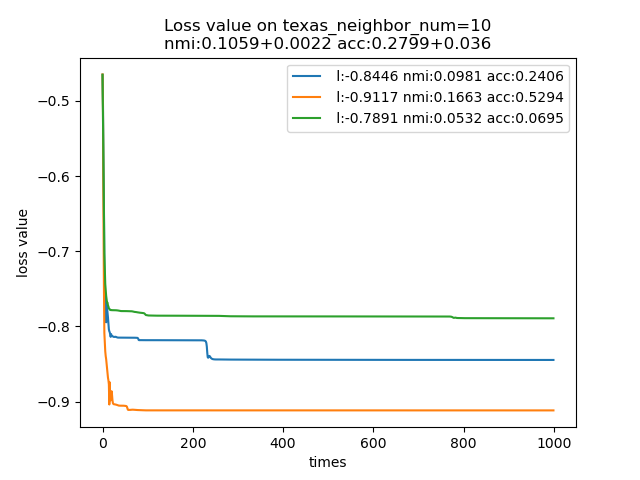 Loss value on texas_neighbor_num=10
nmi:0.1059+0.0022 acc:0.2799+0.036
l:-0.8446 nmi:0.0981 acc:0.2406
l:-0.9117 nmi:0.1663 acc:0.5294
l:-0.7891 nmi:0.0532 acc:0.0695
−0.5
−0.6
−0.7
−0.8
−0.9
loss value
0 200 400 600 800 1000
times